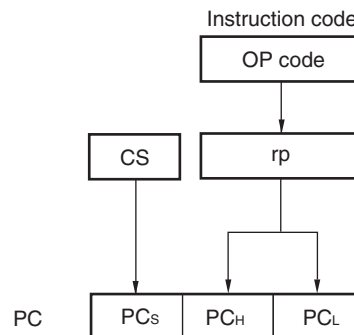 Instruction code
OP code
CS
rp
PC
PCS
PCH
PCL